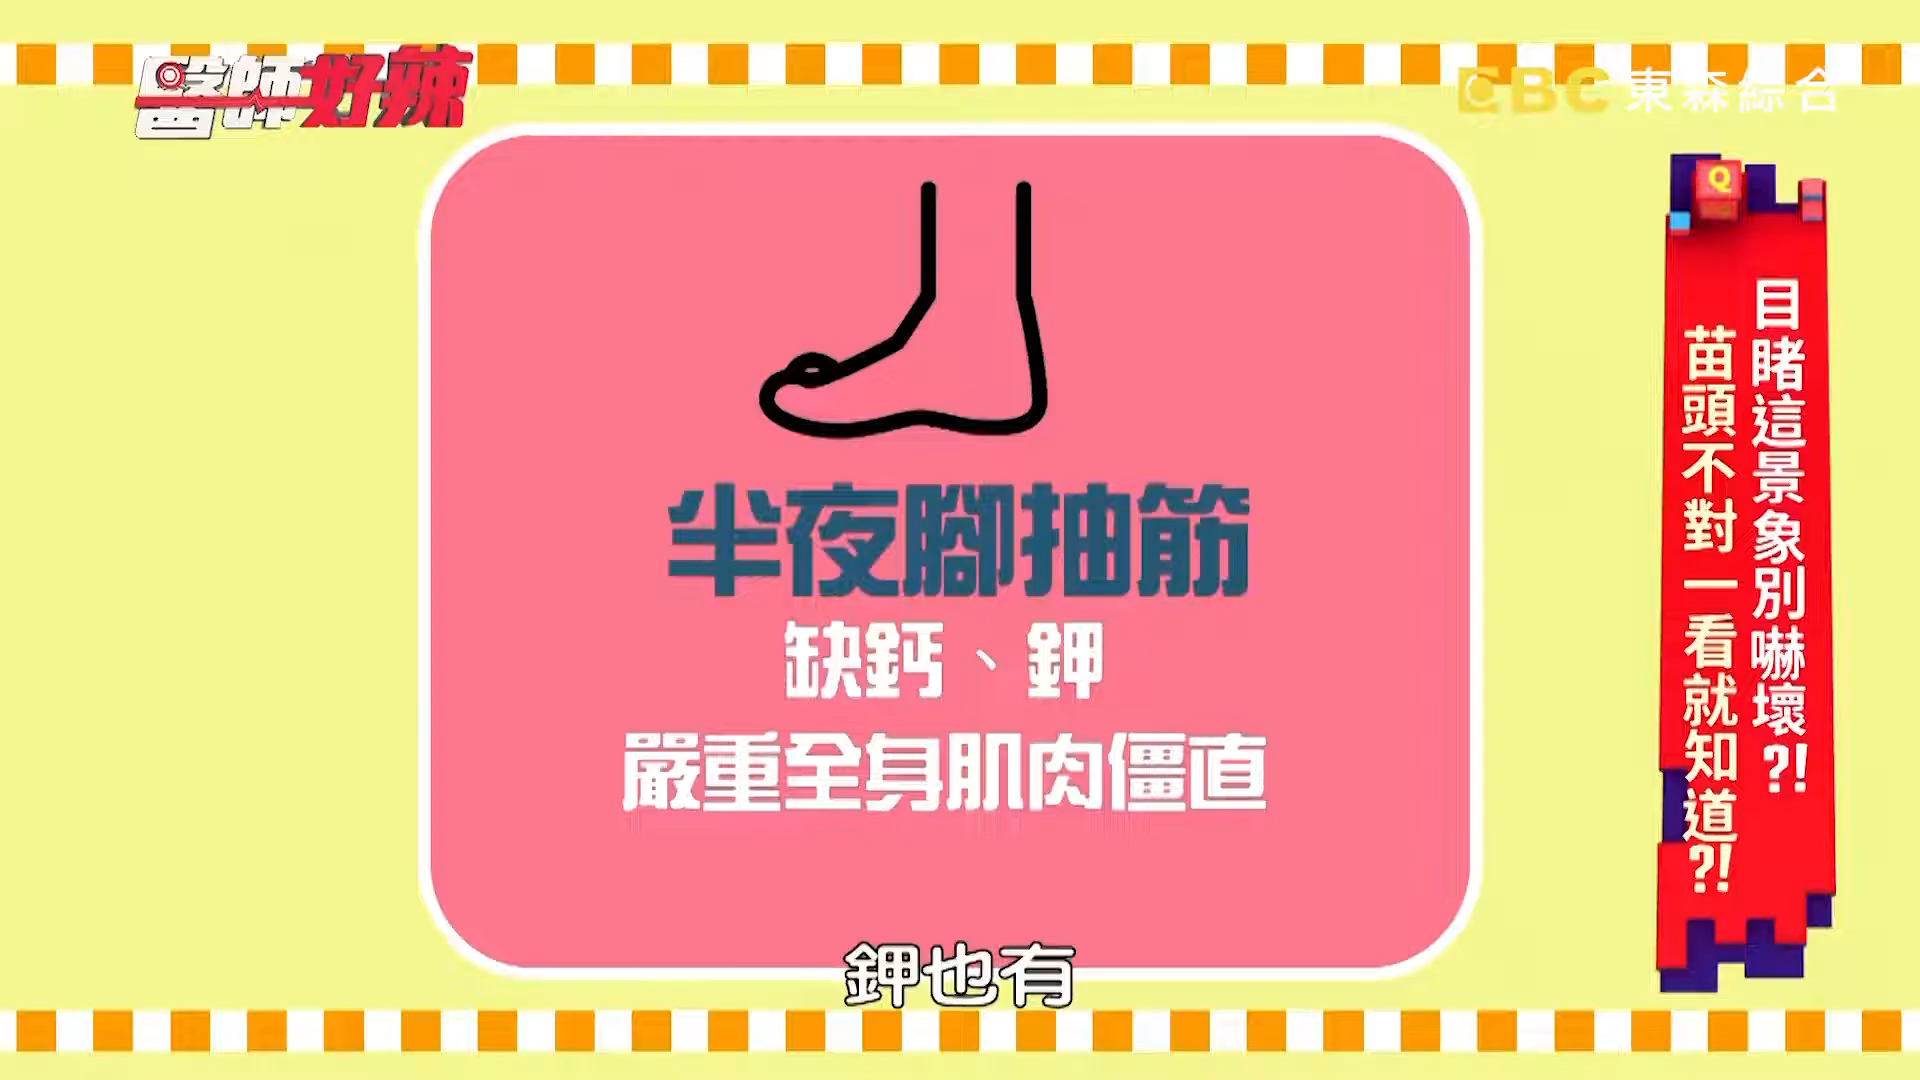 醫師好辣
EBC 東森綜合
半夜腳抽筋
缺鈣、鉀
嚴重全身肌肉僵直
Q
目睹這景象別嚇壞?!
苗頭不對一看就知道?!
鉀也有